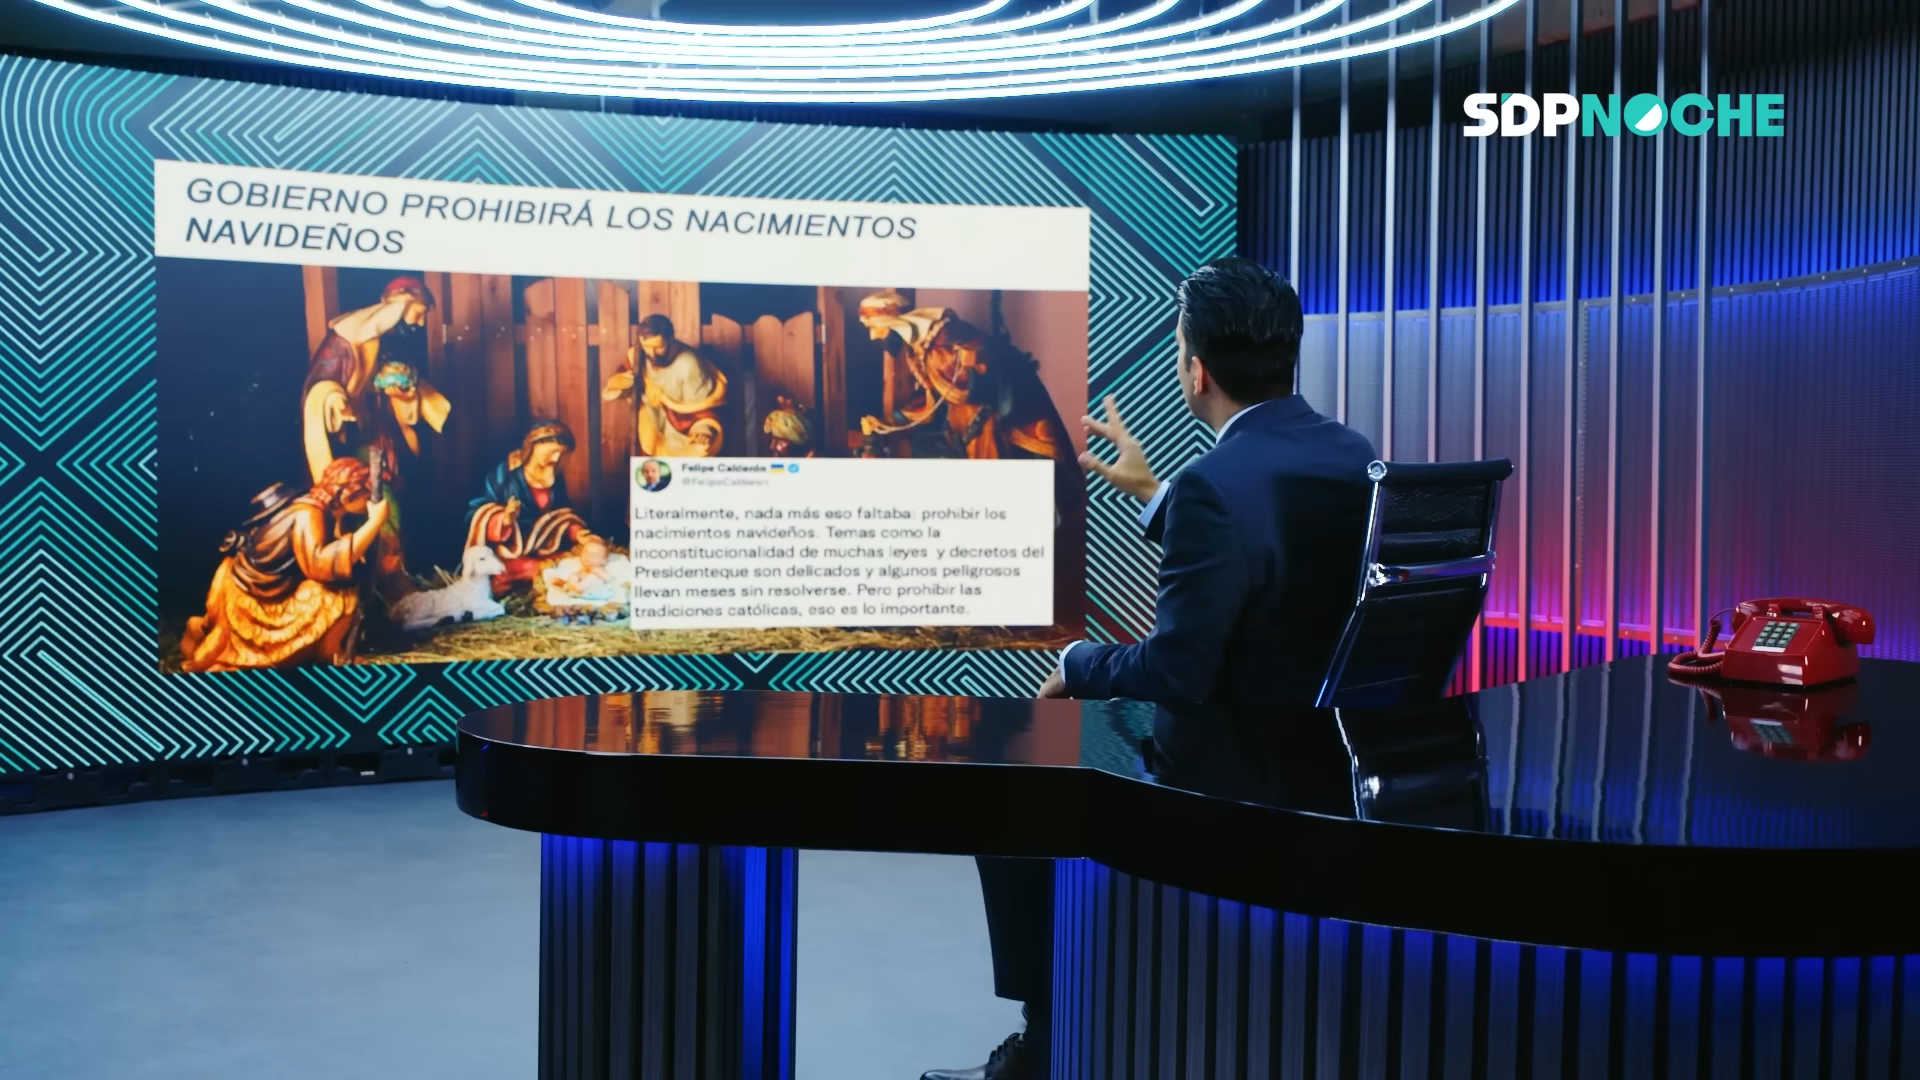 SDPNOCHE
GOBIERNO PROHIBIRÁ LOS NACIMIENTOS
NAVIDEÑOS
Felipe Calderón
@FelipeCalderon
Literalmente, nada más eso faltaba: prohibir los
nacimientos navideños. Temas como la
inconstitucionalidad de muchas leyes y decretos del
Presidenteque son delicados y algunos peligrosos
llevan meses sin resolverse. Pero prohibir las
tradiciones católicas, eso es lo importante.